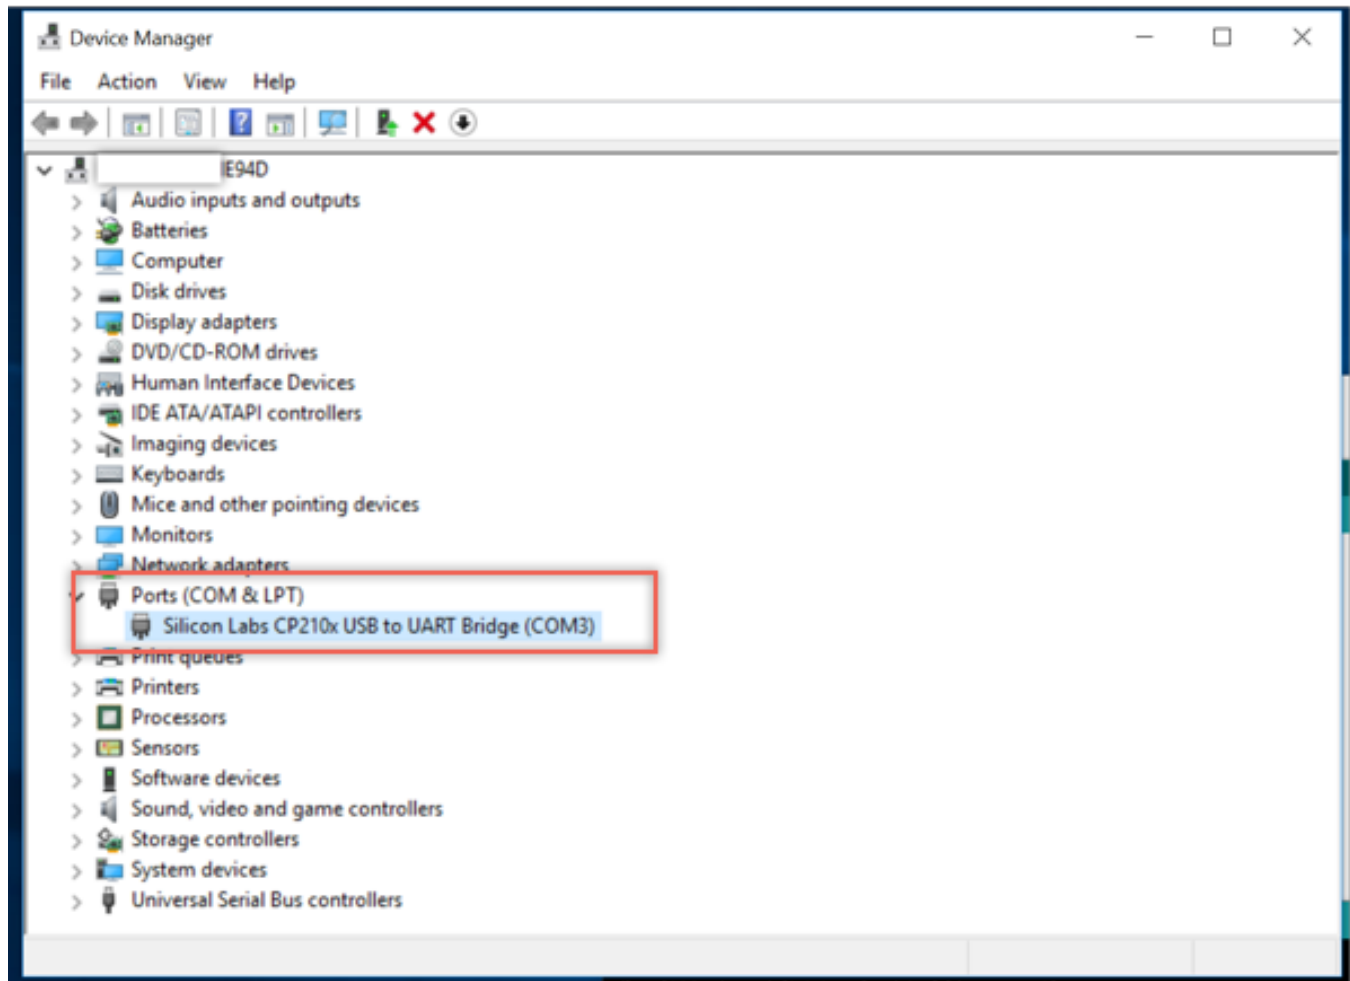 Device Manager
File Action View Help
E94D
Audio inputs and outputs
Batteries
Computer
Disk drives
Display adapters
DVD/CD-ROM drives
Human Interface Devices
IDE ATA/ATAPI controllers
Imaging devices
Keyboards
Mice and other pointing devices
Monitors
Network adapters
Ports (COM & LPT)
Silicon Labs CP210x USB to UART Bridge (COM3)
Print queues
Printers
Processors
Sensors
Software devices
Sound, video and game controllers
Storage controllers
System devices
Universal Serial Bus controllers